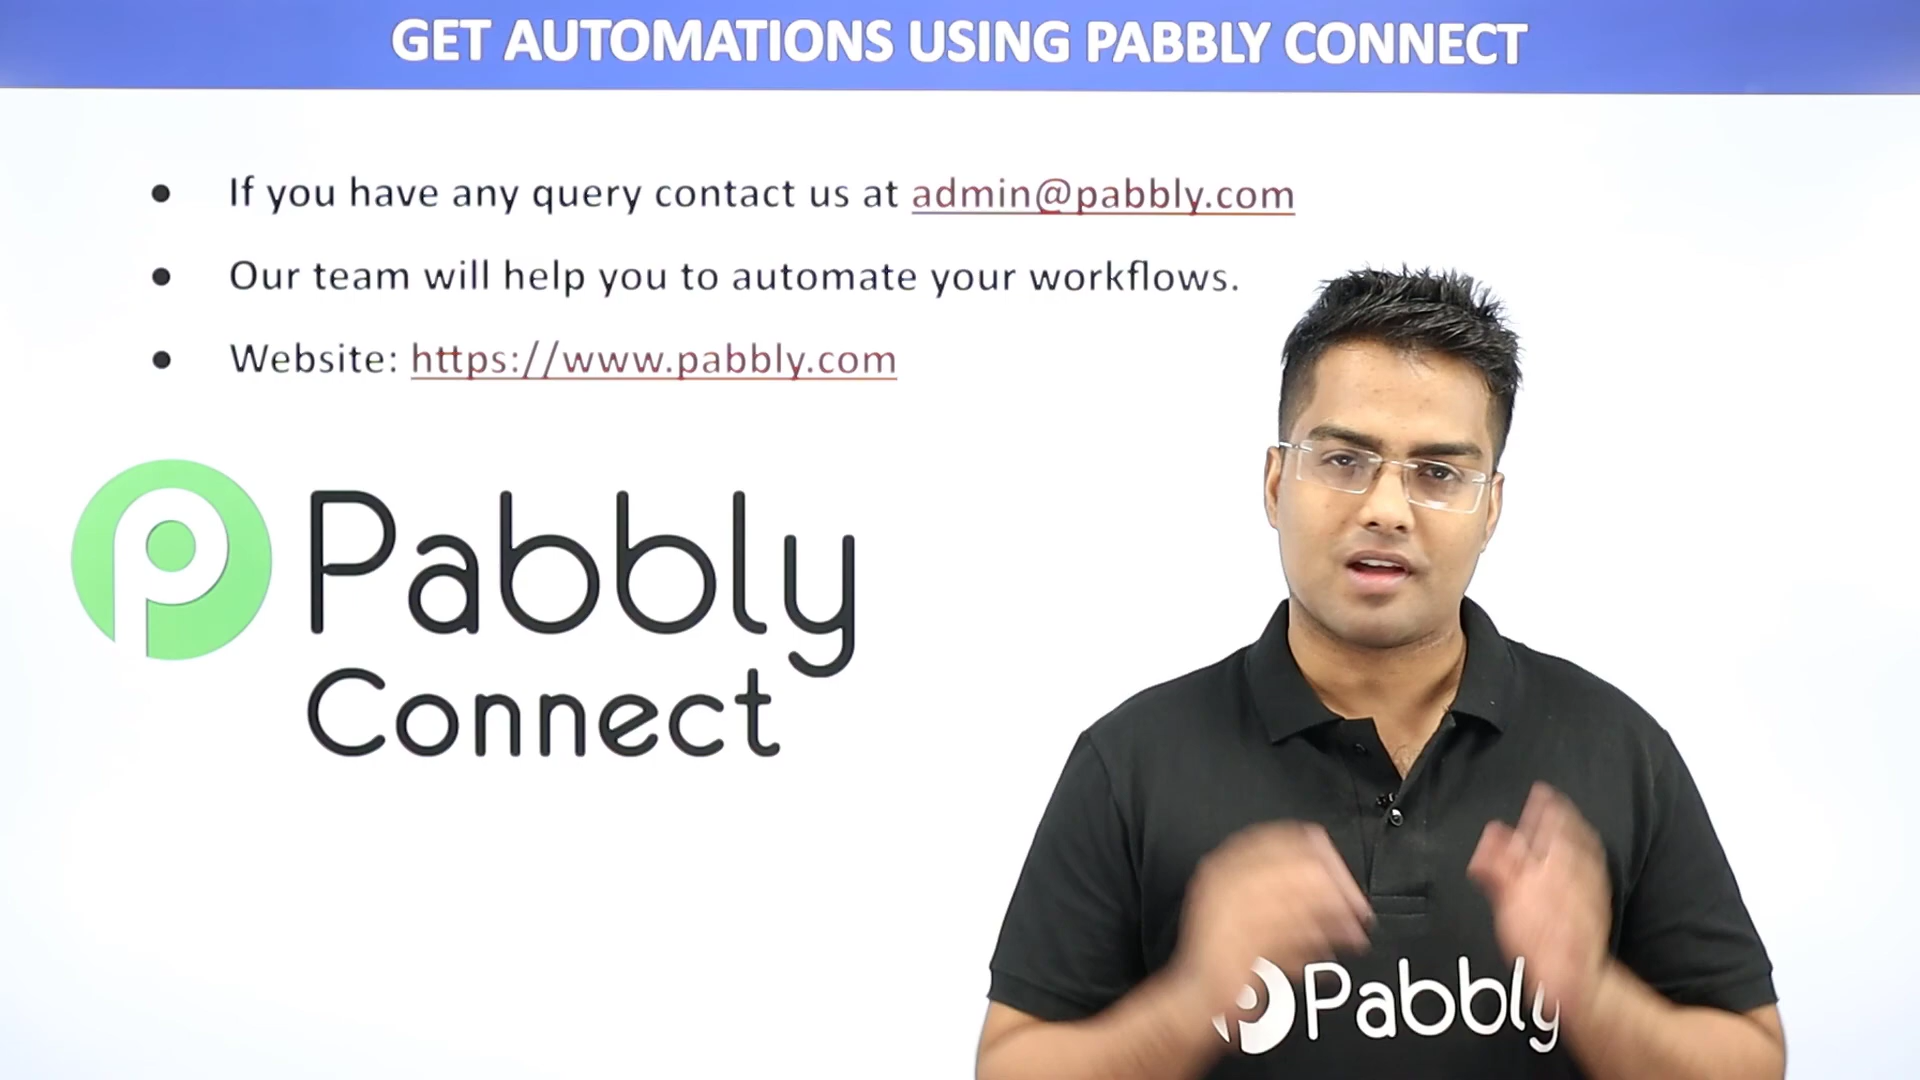 GET AUTOMATIONS USING PABBLY CONNECT
● If you have any query contact us at admin@pabbly.com
● Our team will help you to automate your workflows.
● Website: https://www.pabbly.com
Pabbly
Connect
Pabbly